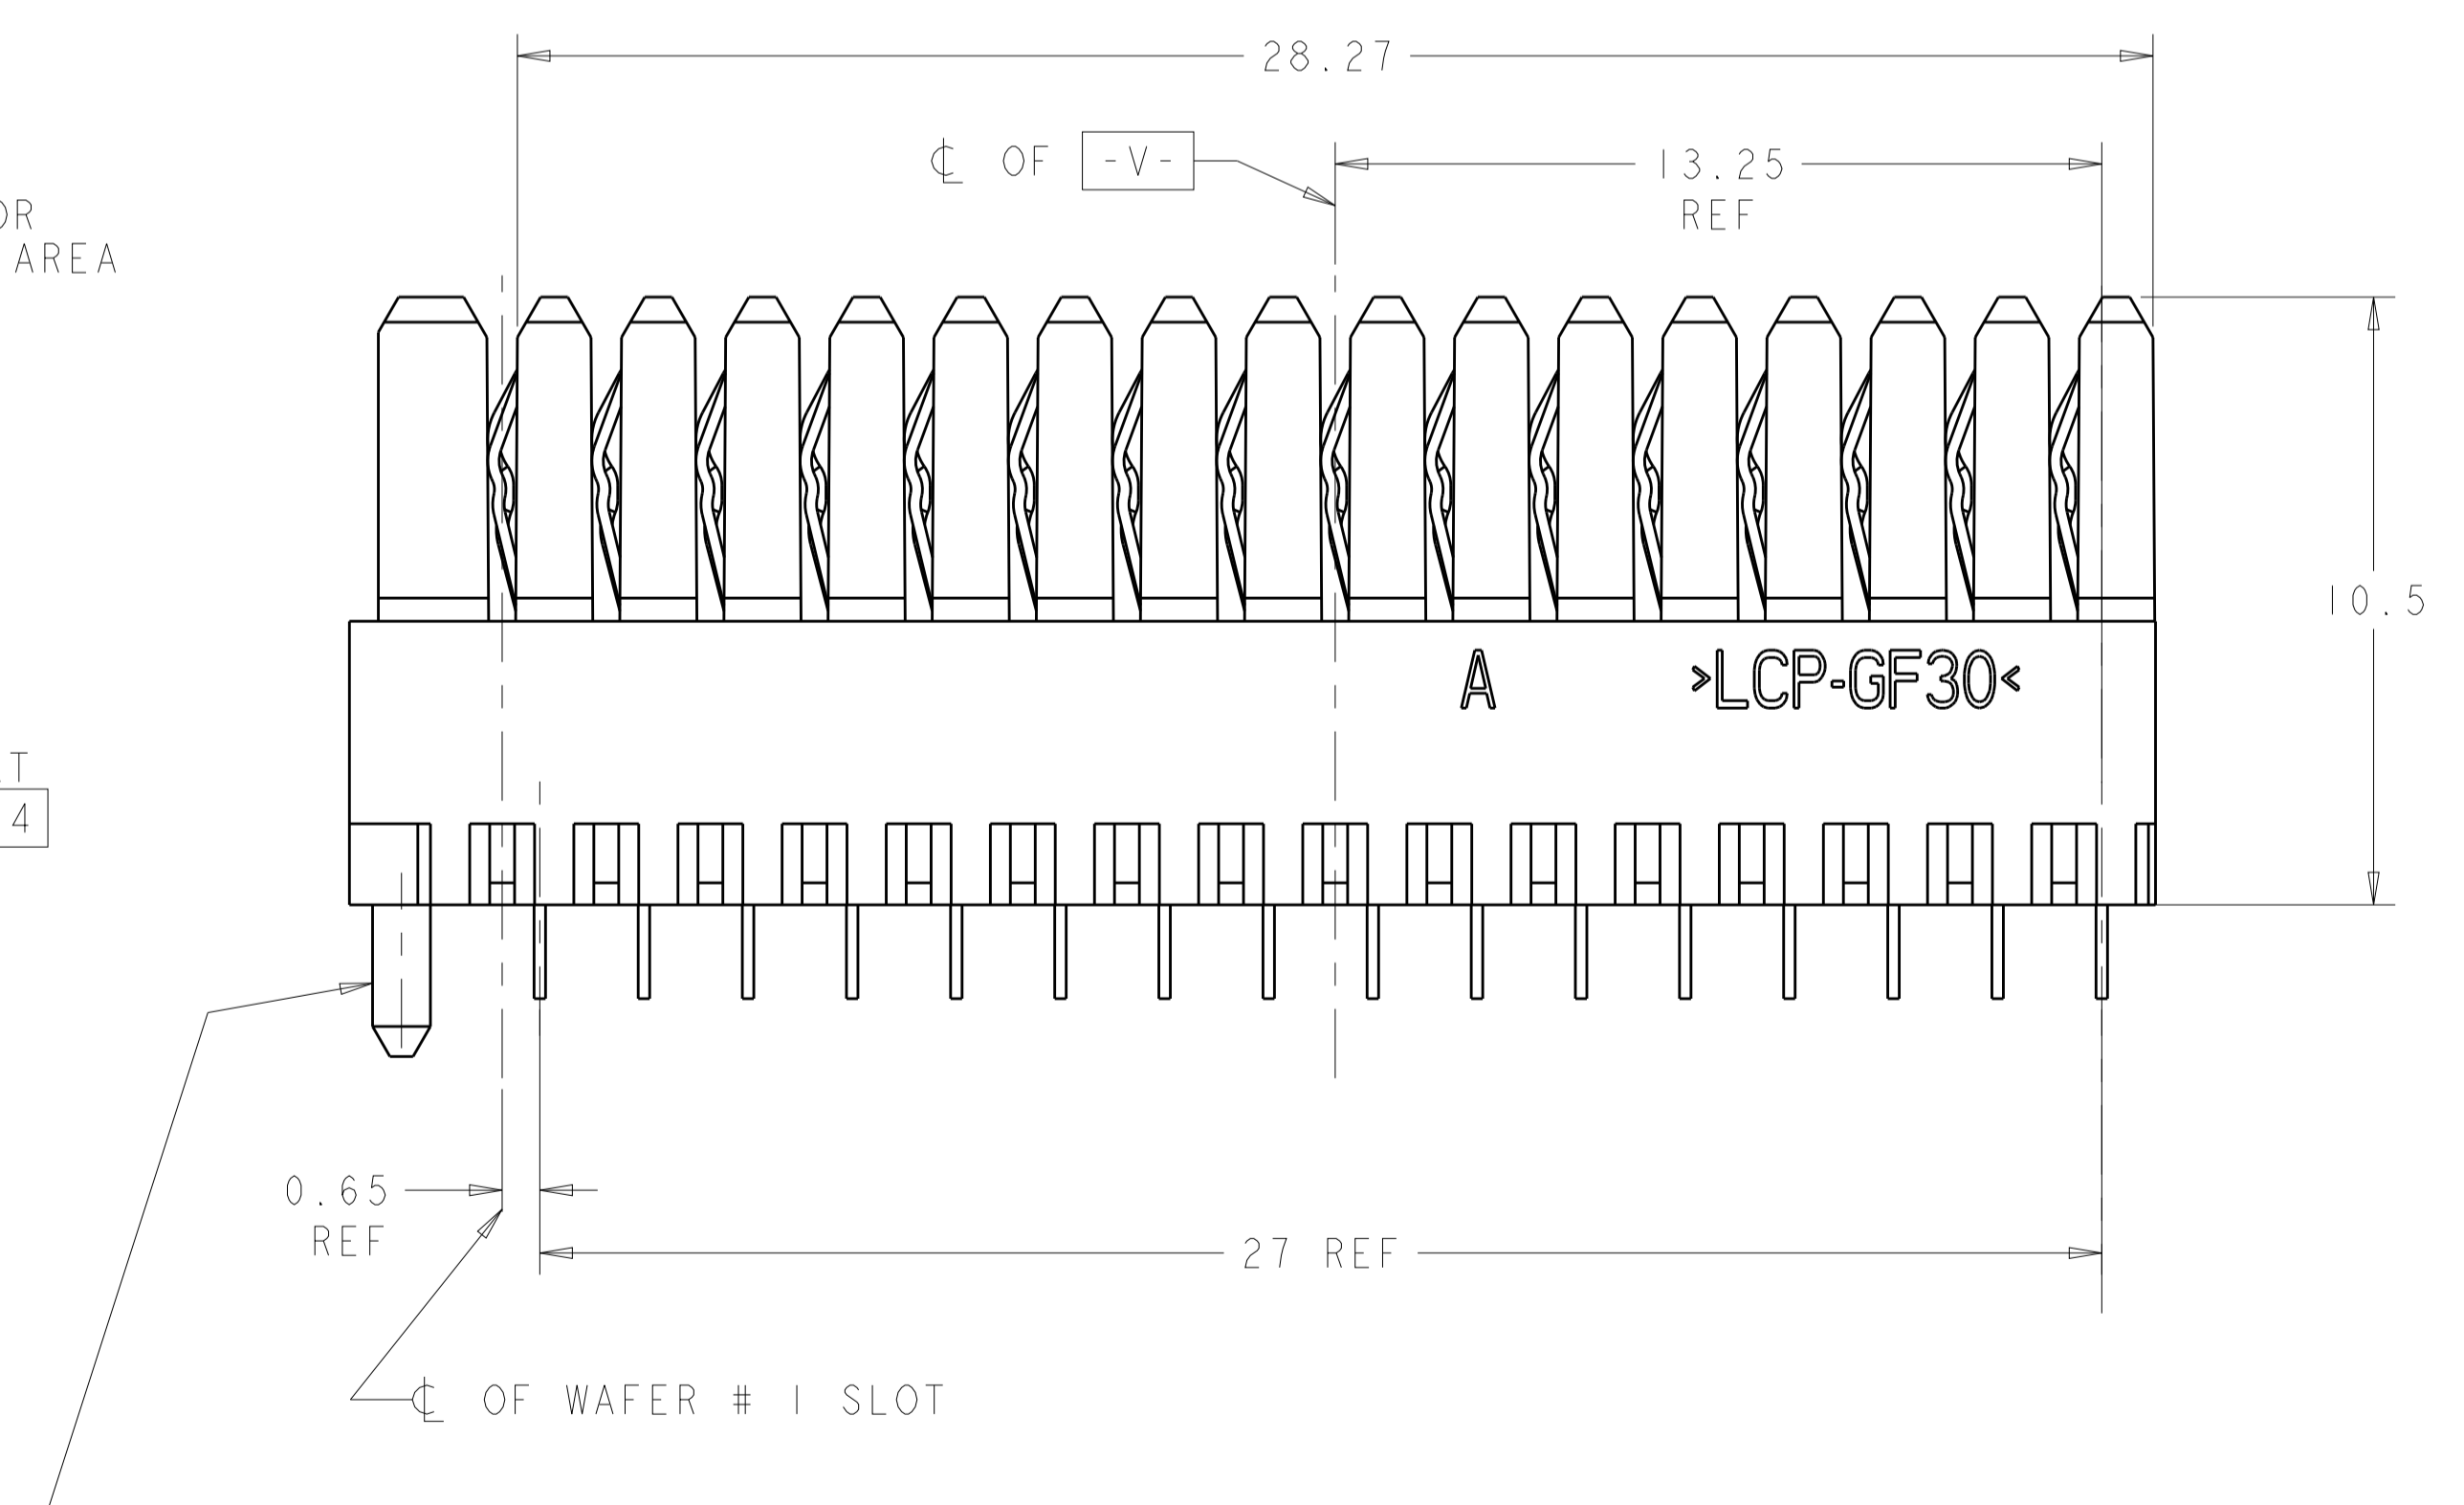 28.27
℄ OF -V-
13.25
REF
OR
AREA
10.5
A
>LCP-GF30<
T
4
0.65
REF
27 REF
℄ OF WAFER # 1 SLOT